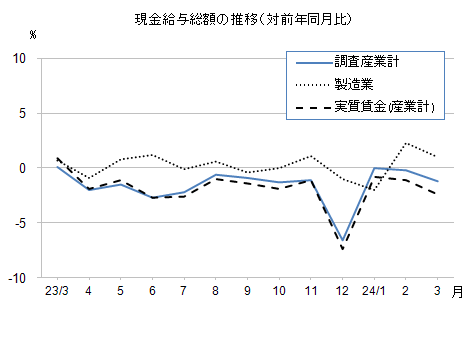 現金給与総額の推移（対前年同月比）
%
調査産業計
製造業
実質賃金（産業計）
10
5
0
-5
-10
23/3 4 5 6 7 8 9 10 11 12 24/1 2 3 月